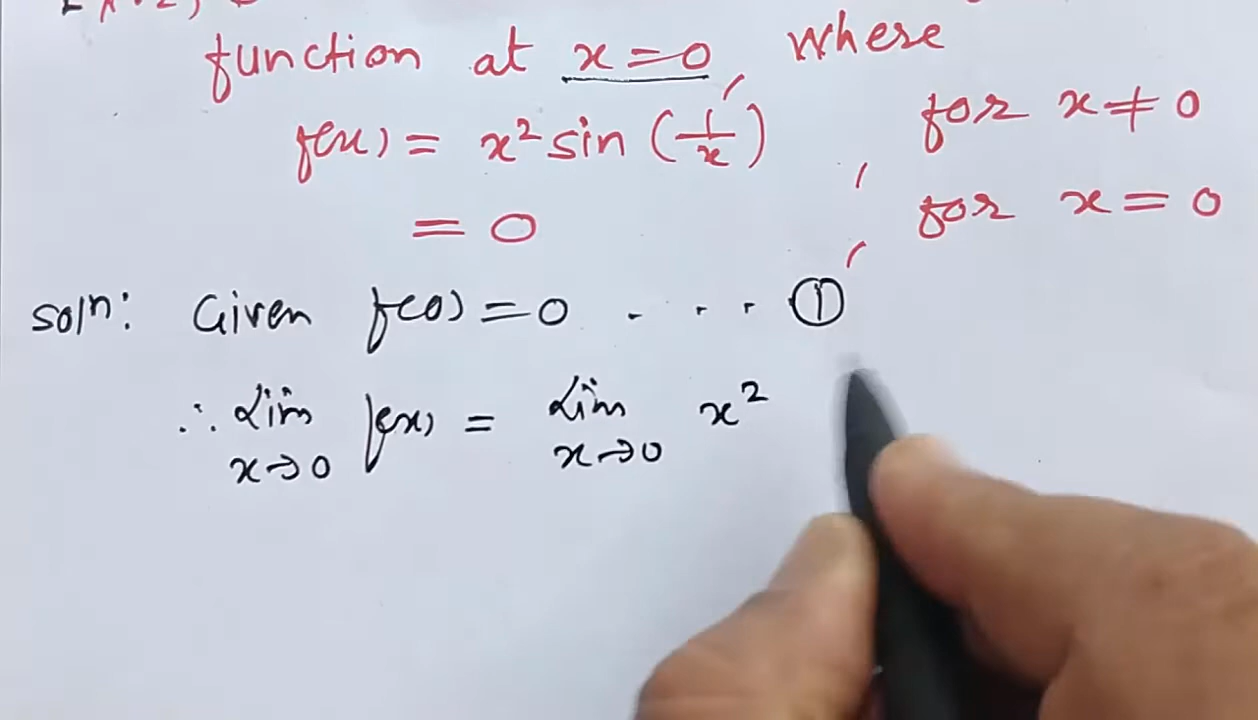 function at x=0, where
f(x) = x² sin (1/x), for x≠0
= 0, for x=0
soln: Given f(0)=0 . . . ①
∴ Lim x→0 f(x) = Lim x→0 x²